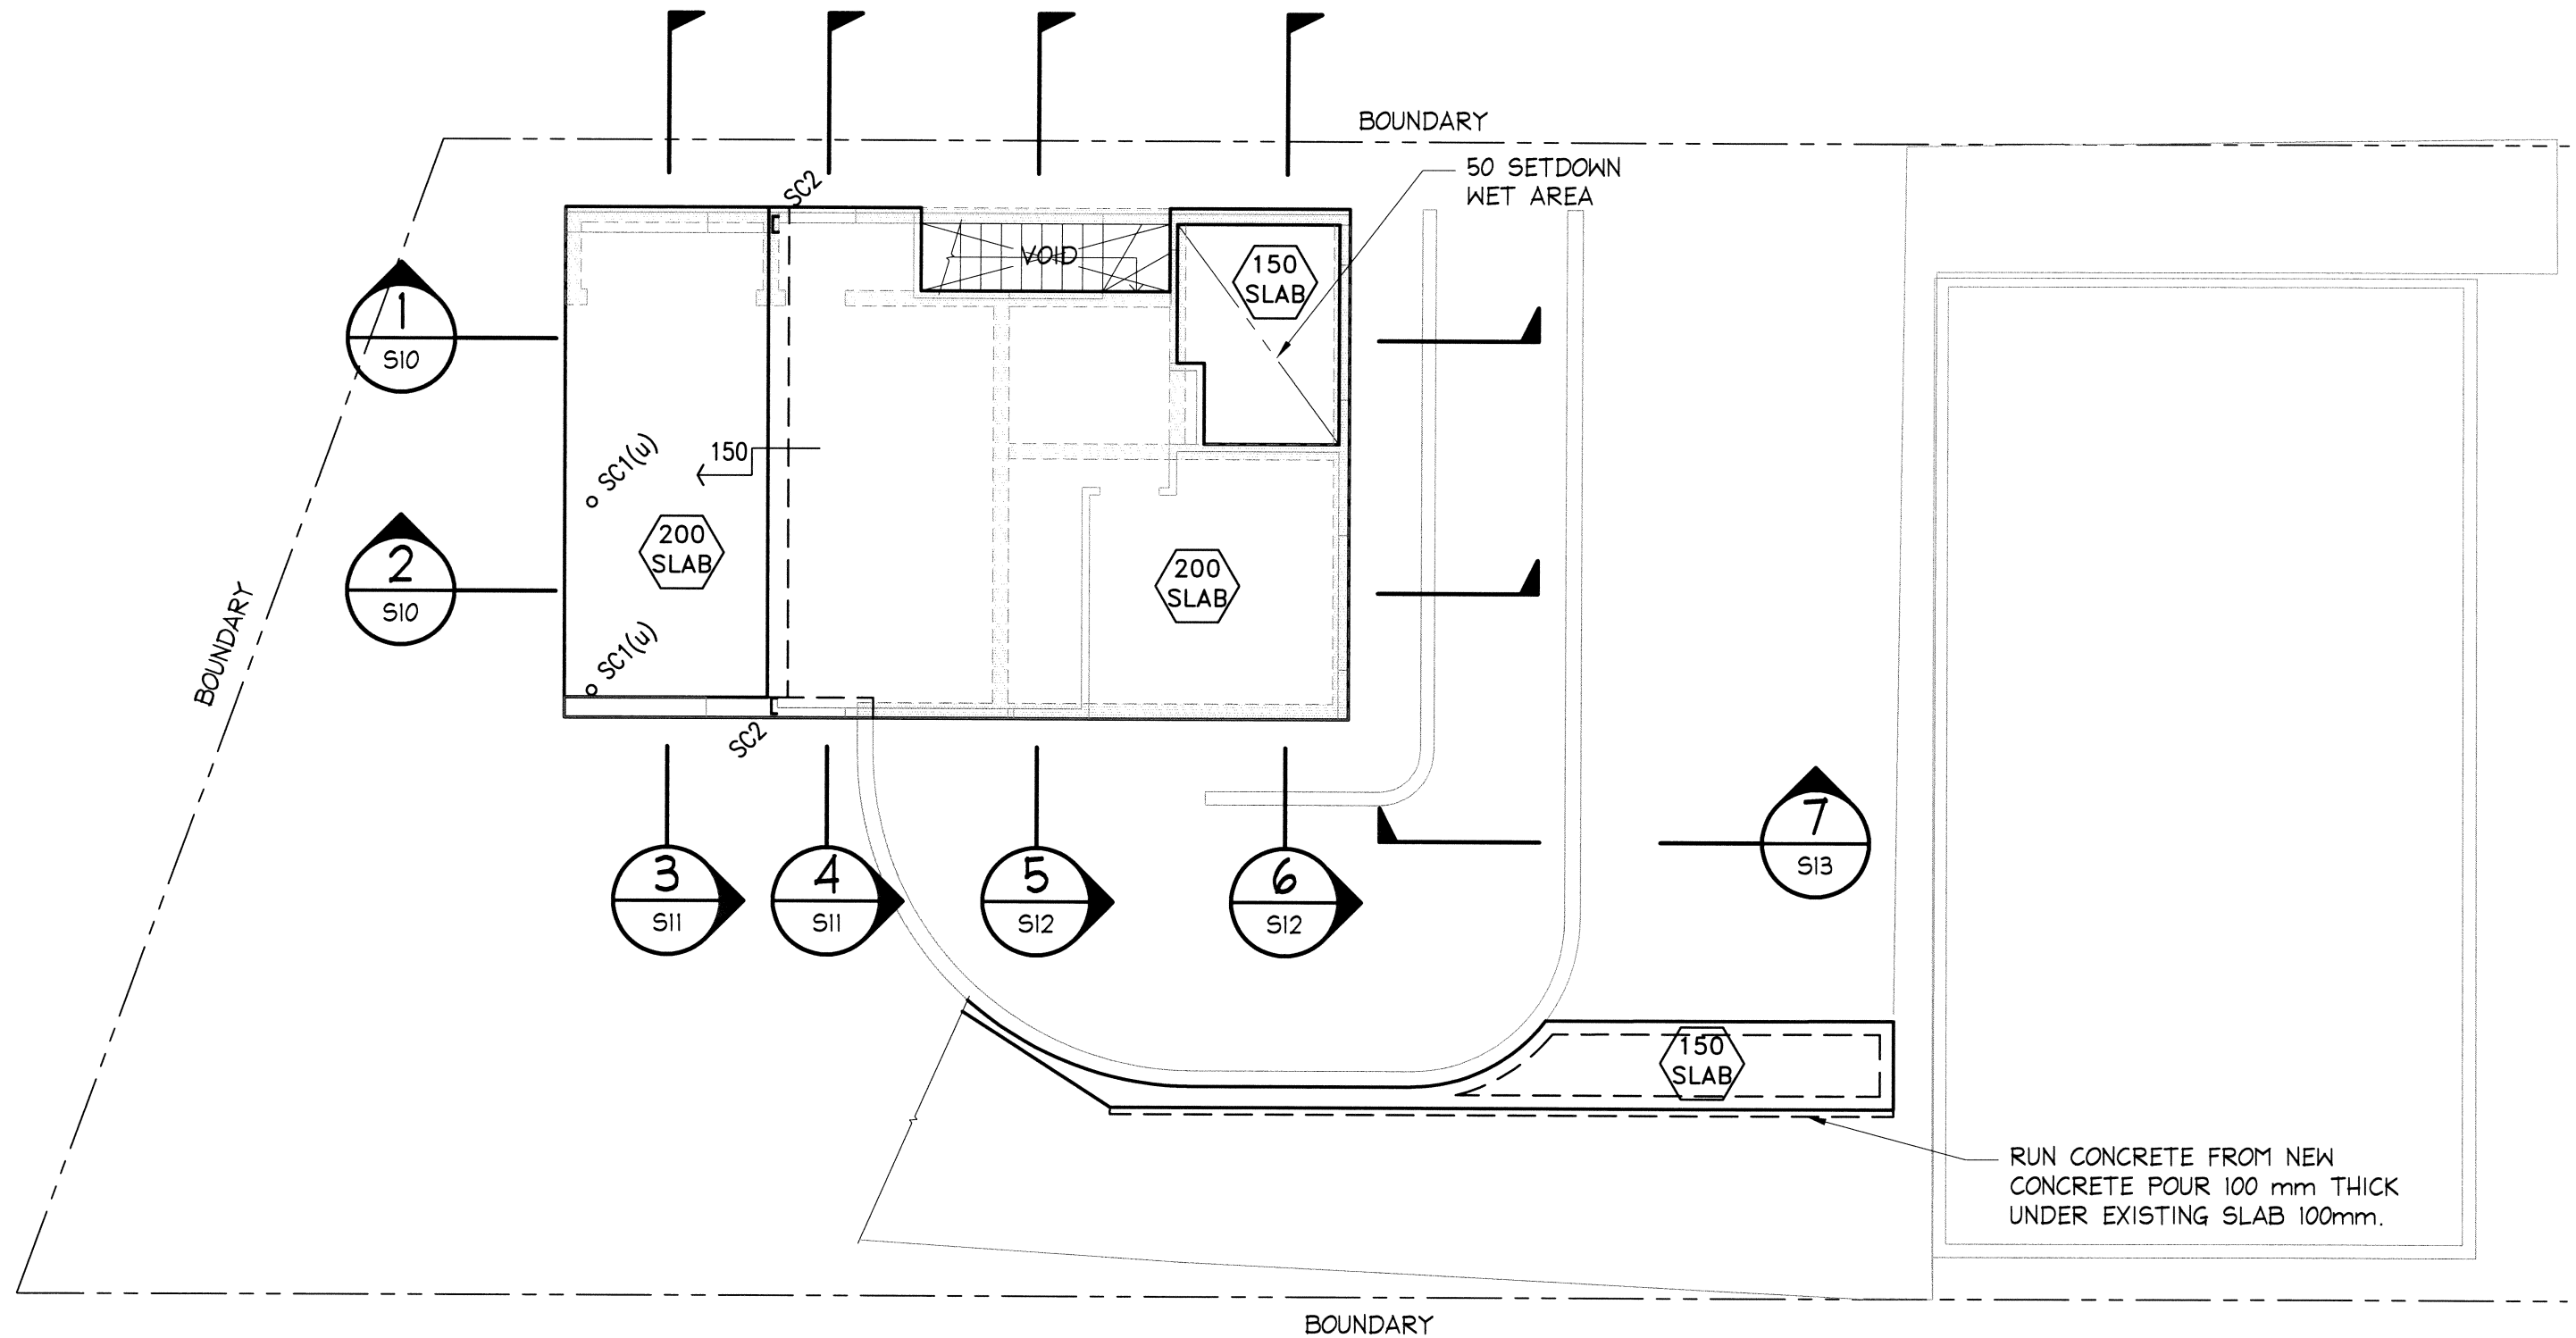 BOUNDARY
50 SETDOWN
WET AREA
SC2
VOID
150
SLAB
1
S10
150
SC1(u)
200
SLAB
200
SLAB
2
S10
BOUNDARY
SC1(u)
SC2
7
S13
3
S11
4
S11
5
S12
6
S12
150
SLAB
RUN CONCRETE FROM NEW
CONCRETE POUR 100 mm THICK
UNDER EXISTING SLAB 100mm.
BOUNDARY